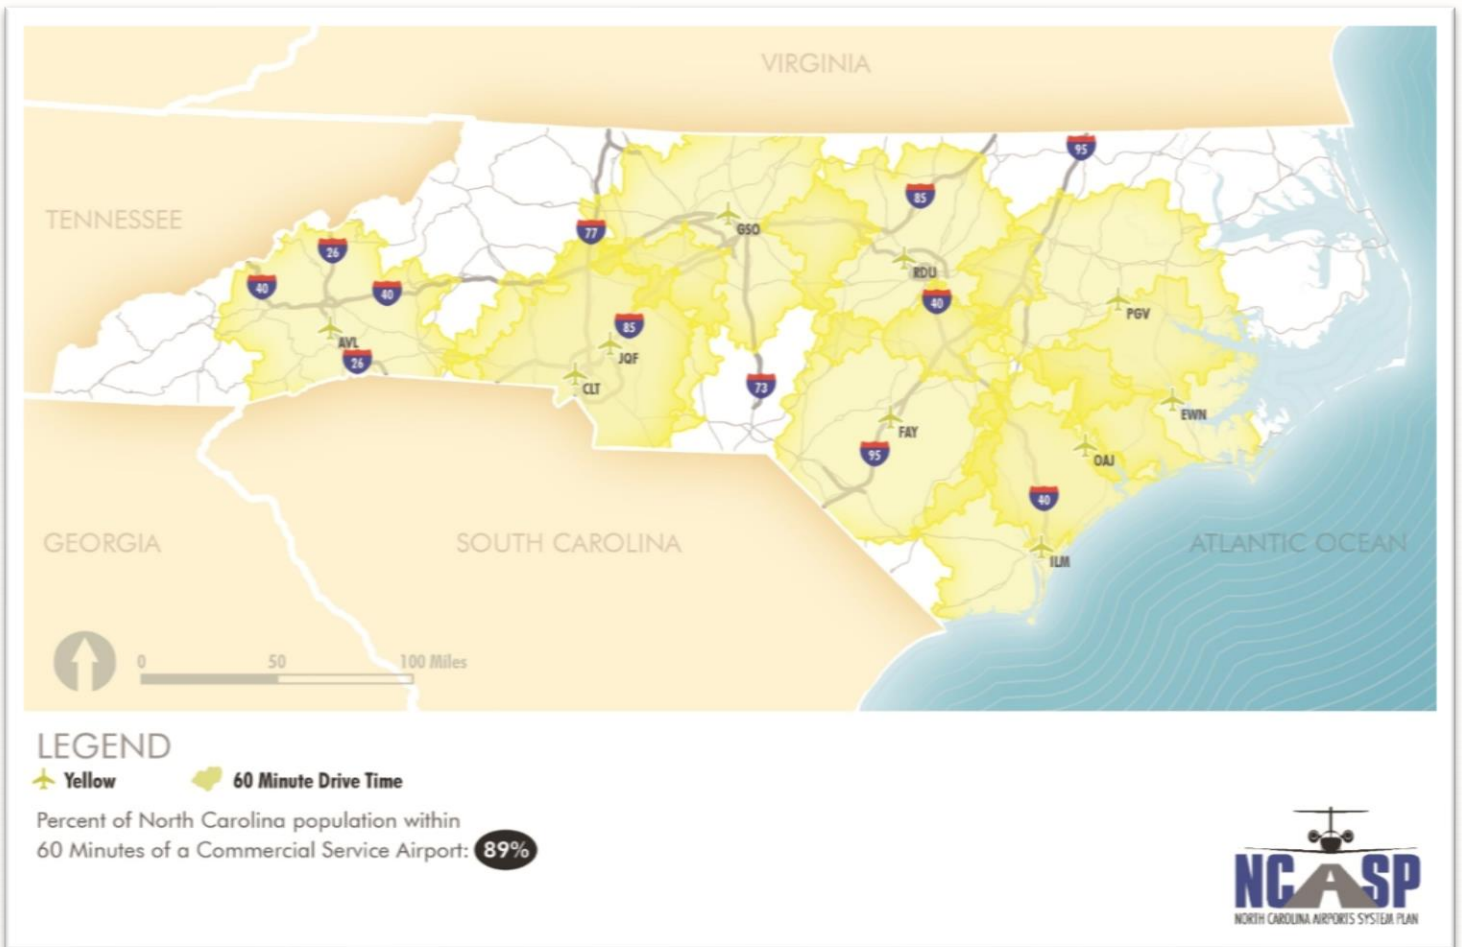 VIRGINIA
95
85
TENNESSEE
77
GSO
26
40
40
RDU
40
PGV
85
AVL
JQF
26
CLT
73
EWN
FAY
95
OAJ
40
GEORGIA
SOUTH CAROLINA
ATLANTIC OCEAN
ILM
0 50 100 Miles
LEGEND
Yellow 60 Minute Drive Time
Percent of North Carolina population within
60 Minutes of a Commercial Service Airport: 89%
NCASP
NORTH CAROLINA AIRPORTS SYSTEM PLAN